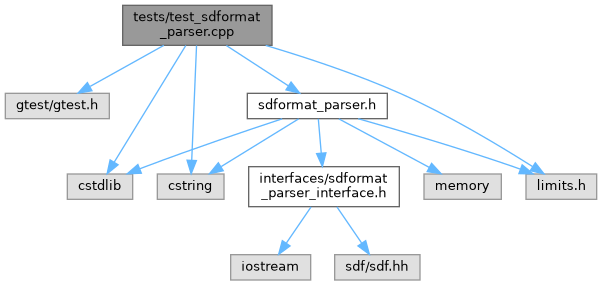 tests/test_sdformat
_parser.cpp
gtest/gtest.h
sdformat_parser.h
cstdlib
cstring
interfaces/sdformat
_parser_interface.h
memory
limits.h
iostream
sdf/sdf.hh